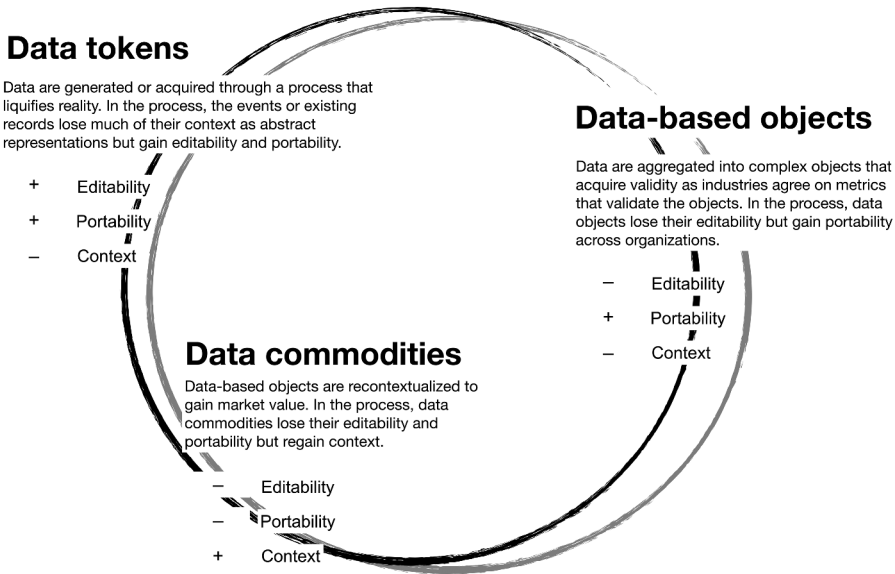 Data tokens
Data are generated or acquired through a process that
liquifies reality. In the process, the events or existing
records lose much of their context as abstract
representations but gain editability and portability.
+ Editability
+ Portability
– Context
Data-based objects
Data are aggregated into complex objects that
acquire validity as industries agree on metrics
that validate the objects. In the process, data
objects lose their editability but gain portability
across organizations.
– Editability
+ Portability
– Context
Data commodities
Data-based objects are recontextualized to
gain market value. In the process, data
commodities lose their editability and
portability but regain context.
– Editability
– Portability
+ Context